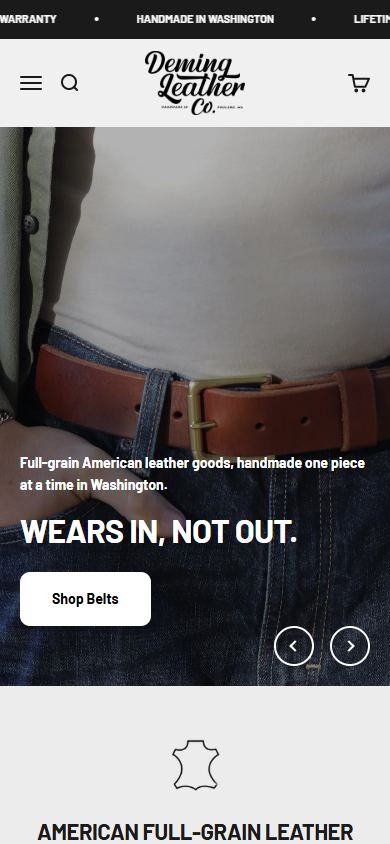 WARRANTY • HANDMADE IN WASHINGTON • LIFETIM
Deming
Leather
Co.
Full-grain American leather goods, handmade one piece
at a time in Washington.
WEARS IN, NOT OUT.
Shop Belts
AMERICAN FULL-GRAIN LEATHER